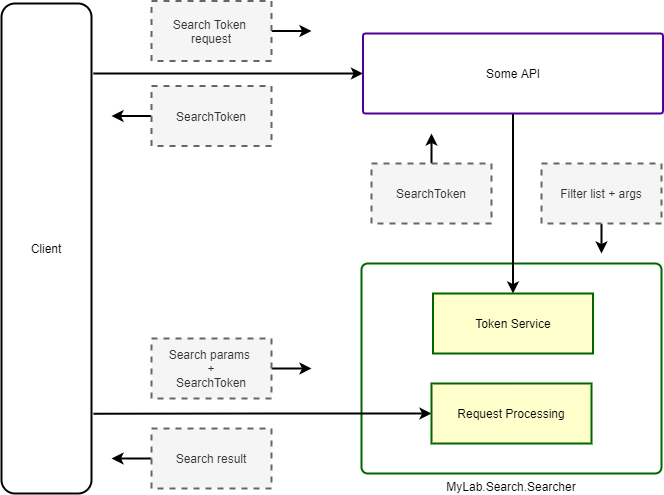 Search Token
request
Some API
SearchToken
SearchToken
Filter list + args
Client
Token Service
Search params
+
SearchToken
Request Processing
Search result
MyLab.Search.Searcher